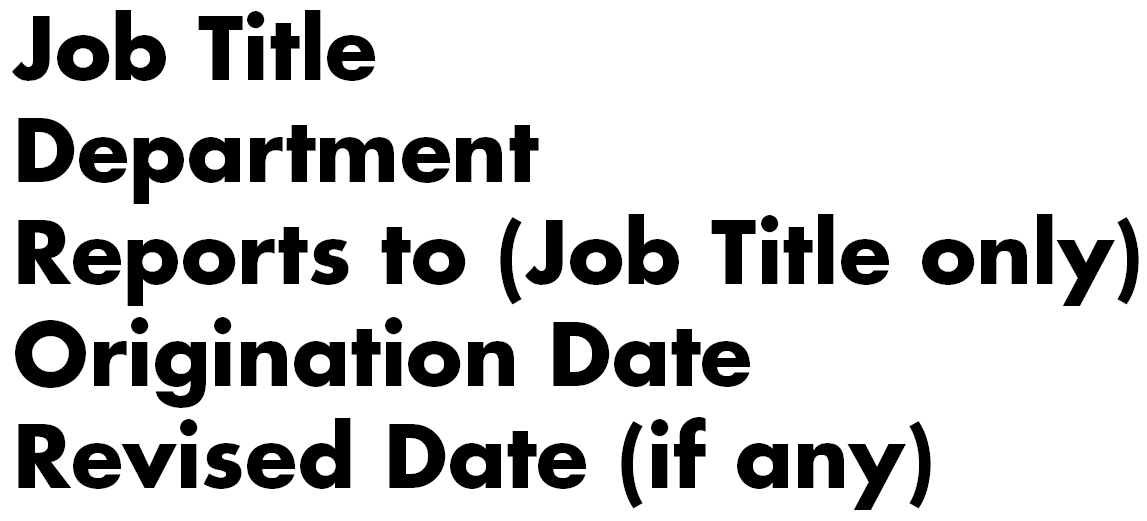 Job Title
Department
Reports to (Job Title only)
Origination Date
Revised Date (if any)